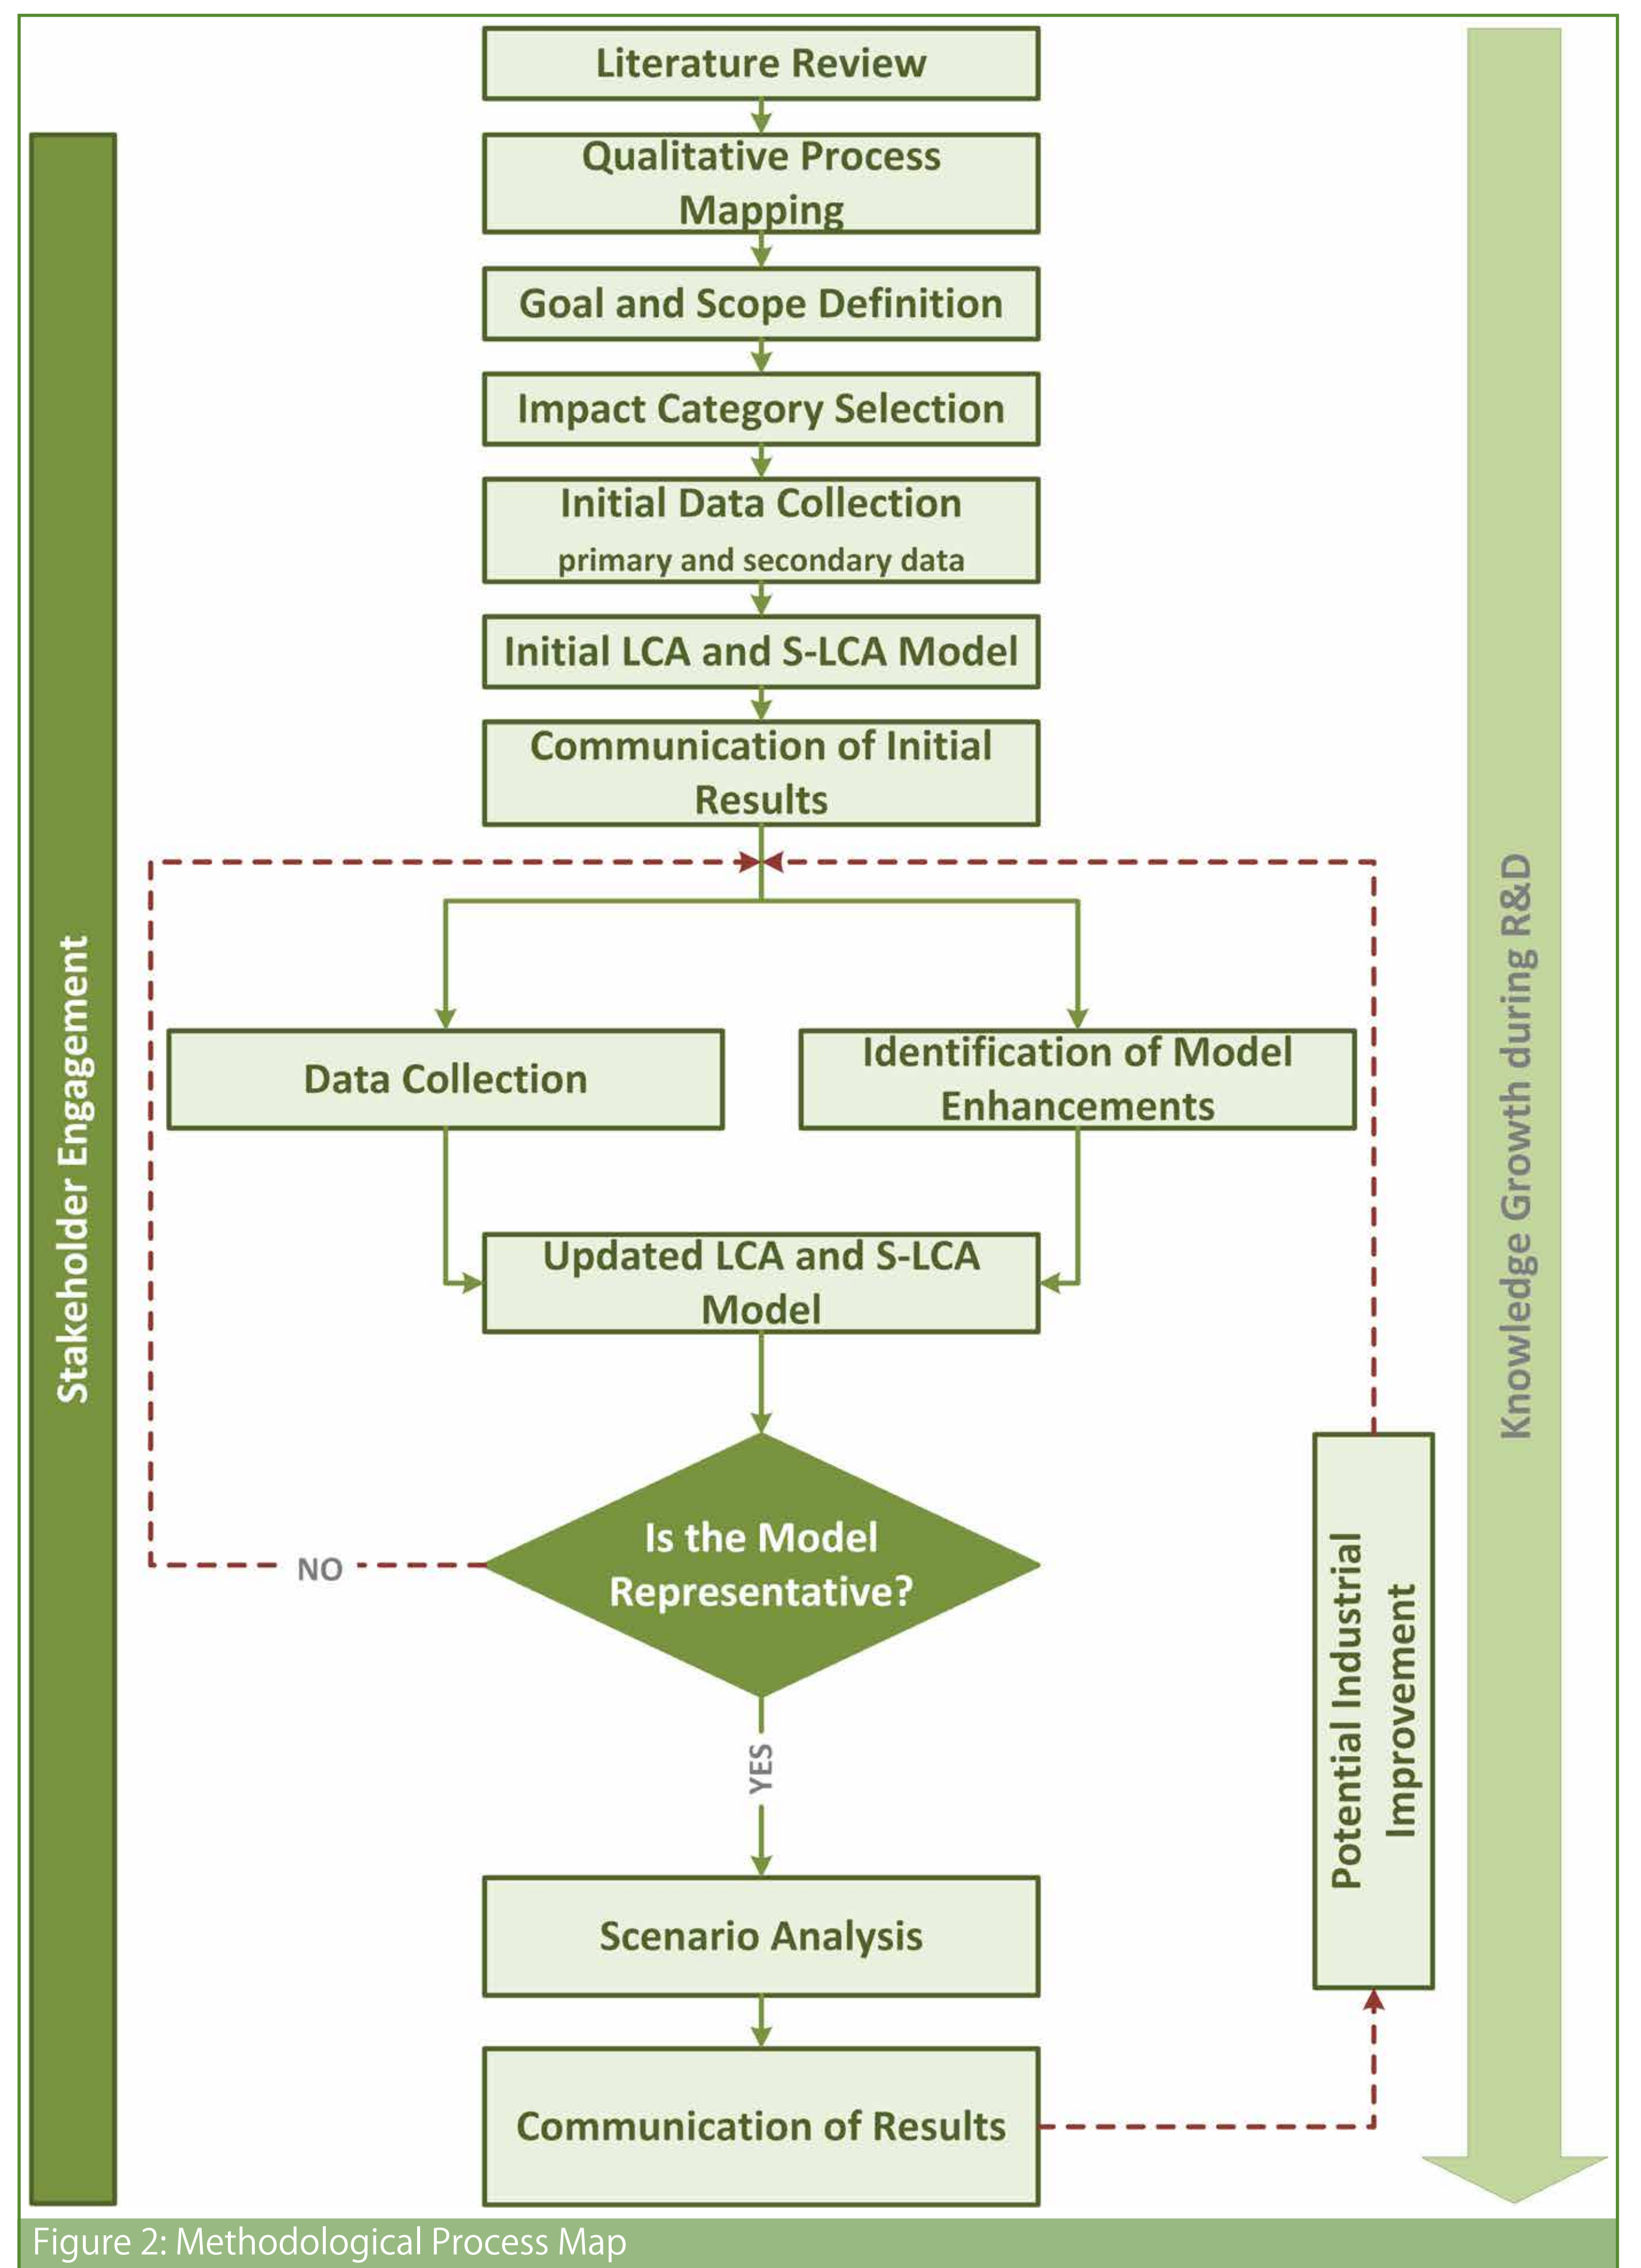 Literature Review
Qualitative Process
Mapping
Goal and Scope Definition
Impact Category Selection
Initial Data Collection
primary and secondary data
Initial LCA and S-LCA Model
Communication of Initial
Results
Data Collection
Identification of Model
Enhancements
Updated LCA and S-LCA
Model
Is the Model
Representative?
NO
YES
Scenario Analysis
Communication of Results
Potential Industrial
Improvement
Stakeholder Engagement
Knowledge Growth during R&D
Figure 2: Methodological Process Map